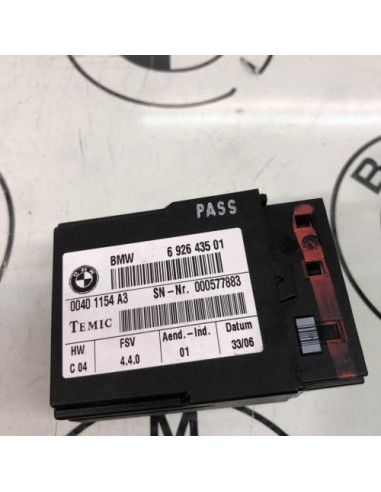 PASS
BMW 6 926 435 01
0040 1154 A3 SN-Nr. 000577883
TEMIC
HW FSV Aend.-Ind. Datum
C 04 4.4.0 01 33/06
M